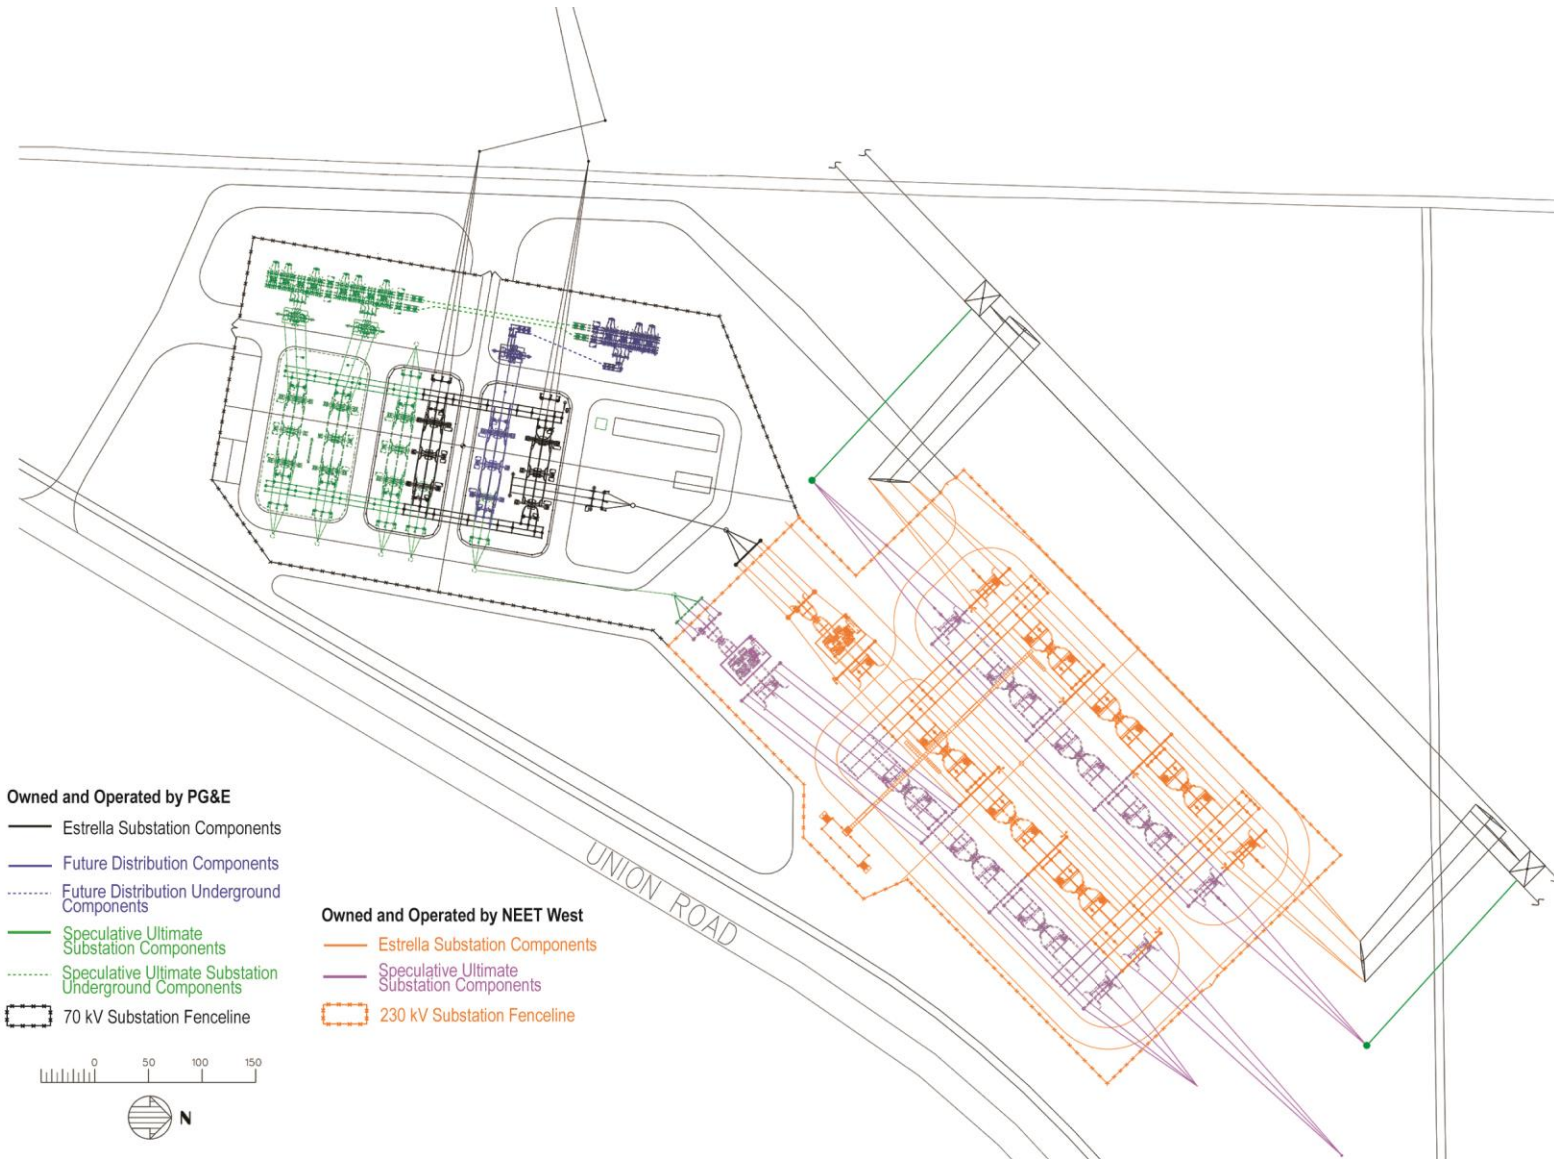 UNION ROAD
Owned and Operated by PG&E
Estrella Substation Components
Future Distribution Components
Future Distribution Underground
Components
Speculative Ultimate
Substation Components
Speculative Ultimate Substation
Underground Components
70 kV Substation Fenceline
Owned and Operated by NEET West
Estrella Substation Components
Speculative Ultimate
Substation Components
230 kV Substation Fenceline
0 50 100 150
N